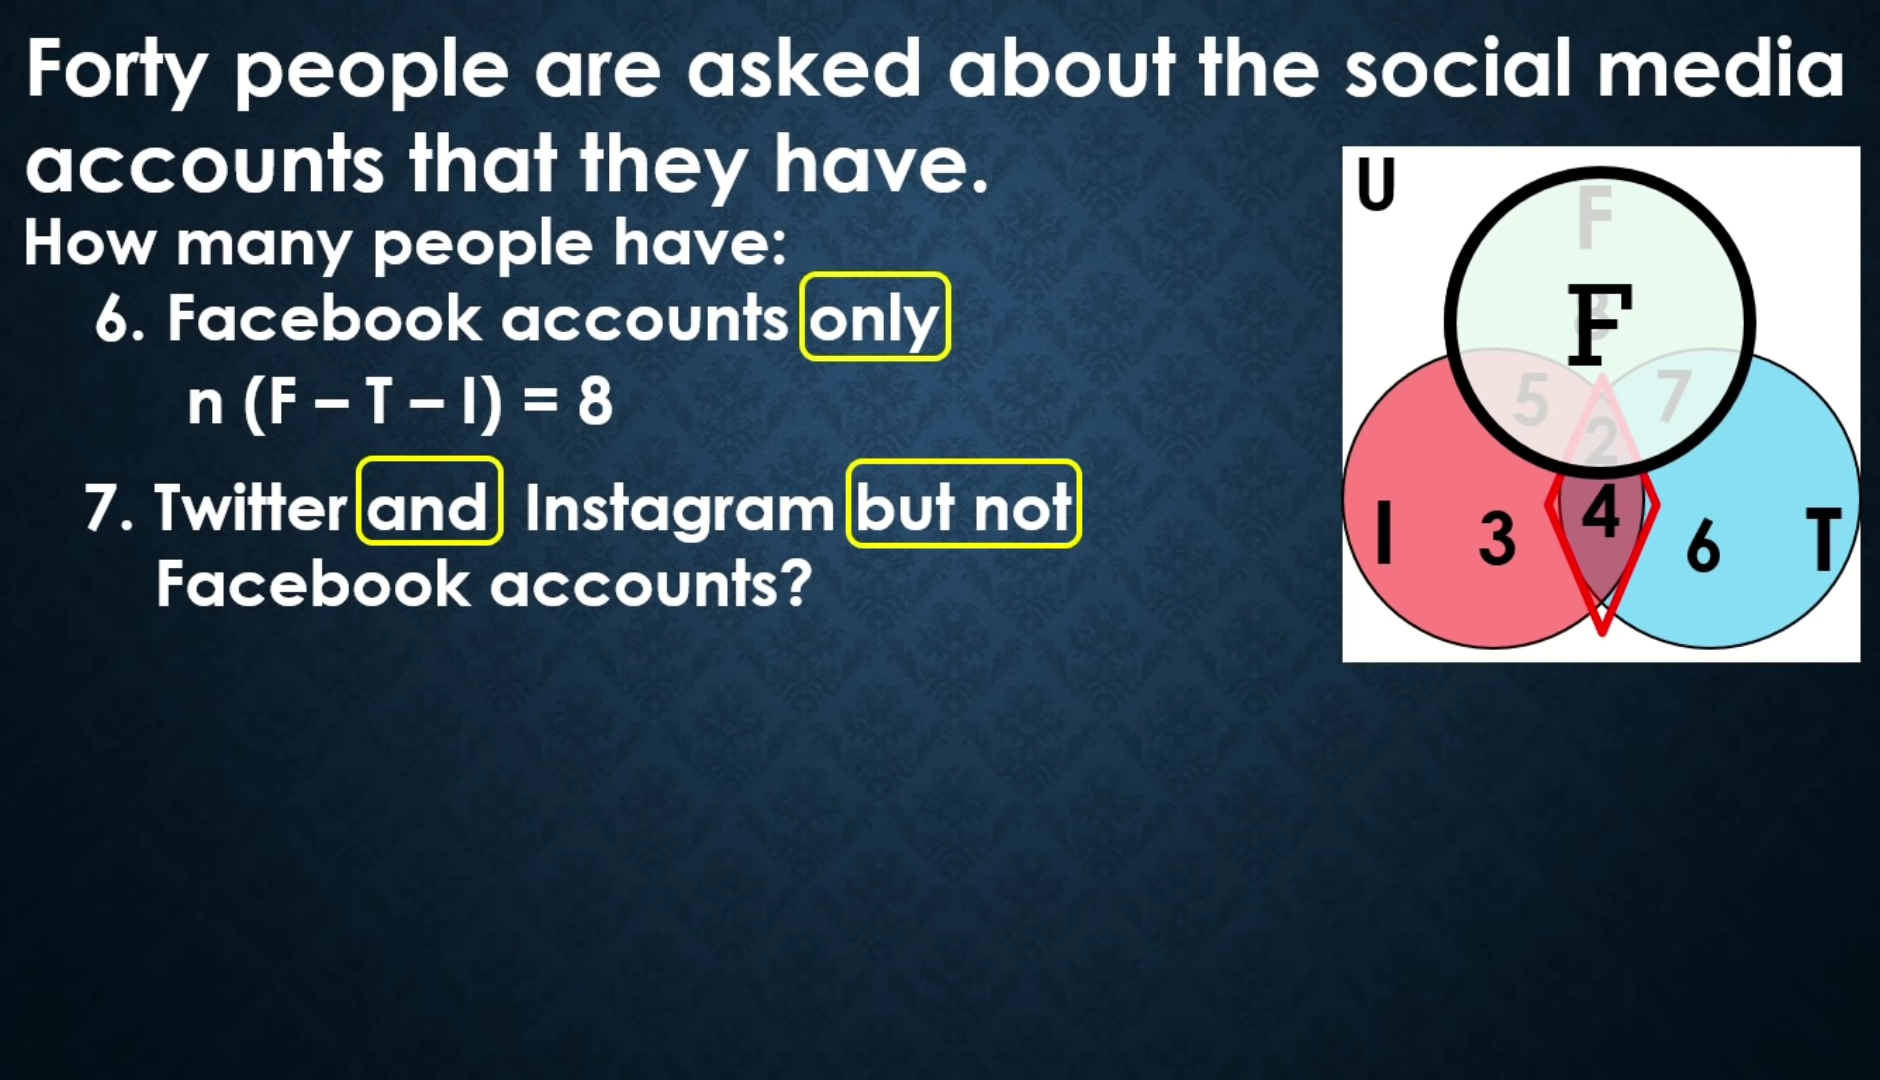 Forty people are asked about the social media
accounts that they have.
How many people have:
6. Facebook accounts only
n (F – T – I) = 8
7. Twitter and Instagram but not
Facebook accounts?
U
F
8
F
5
7
2
4
I
3
6
T